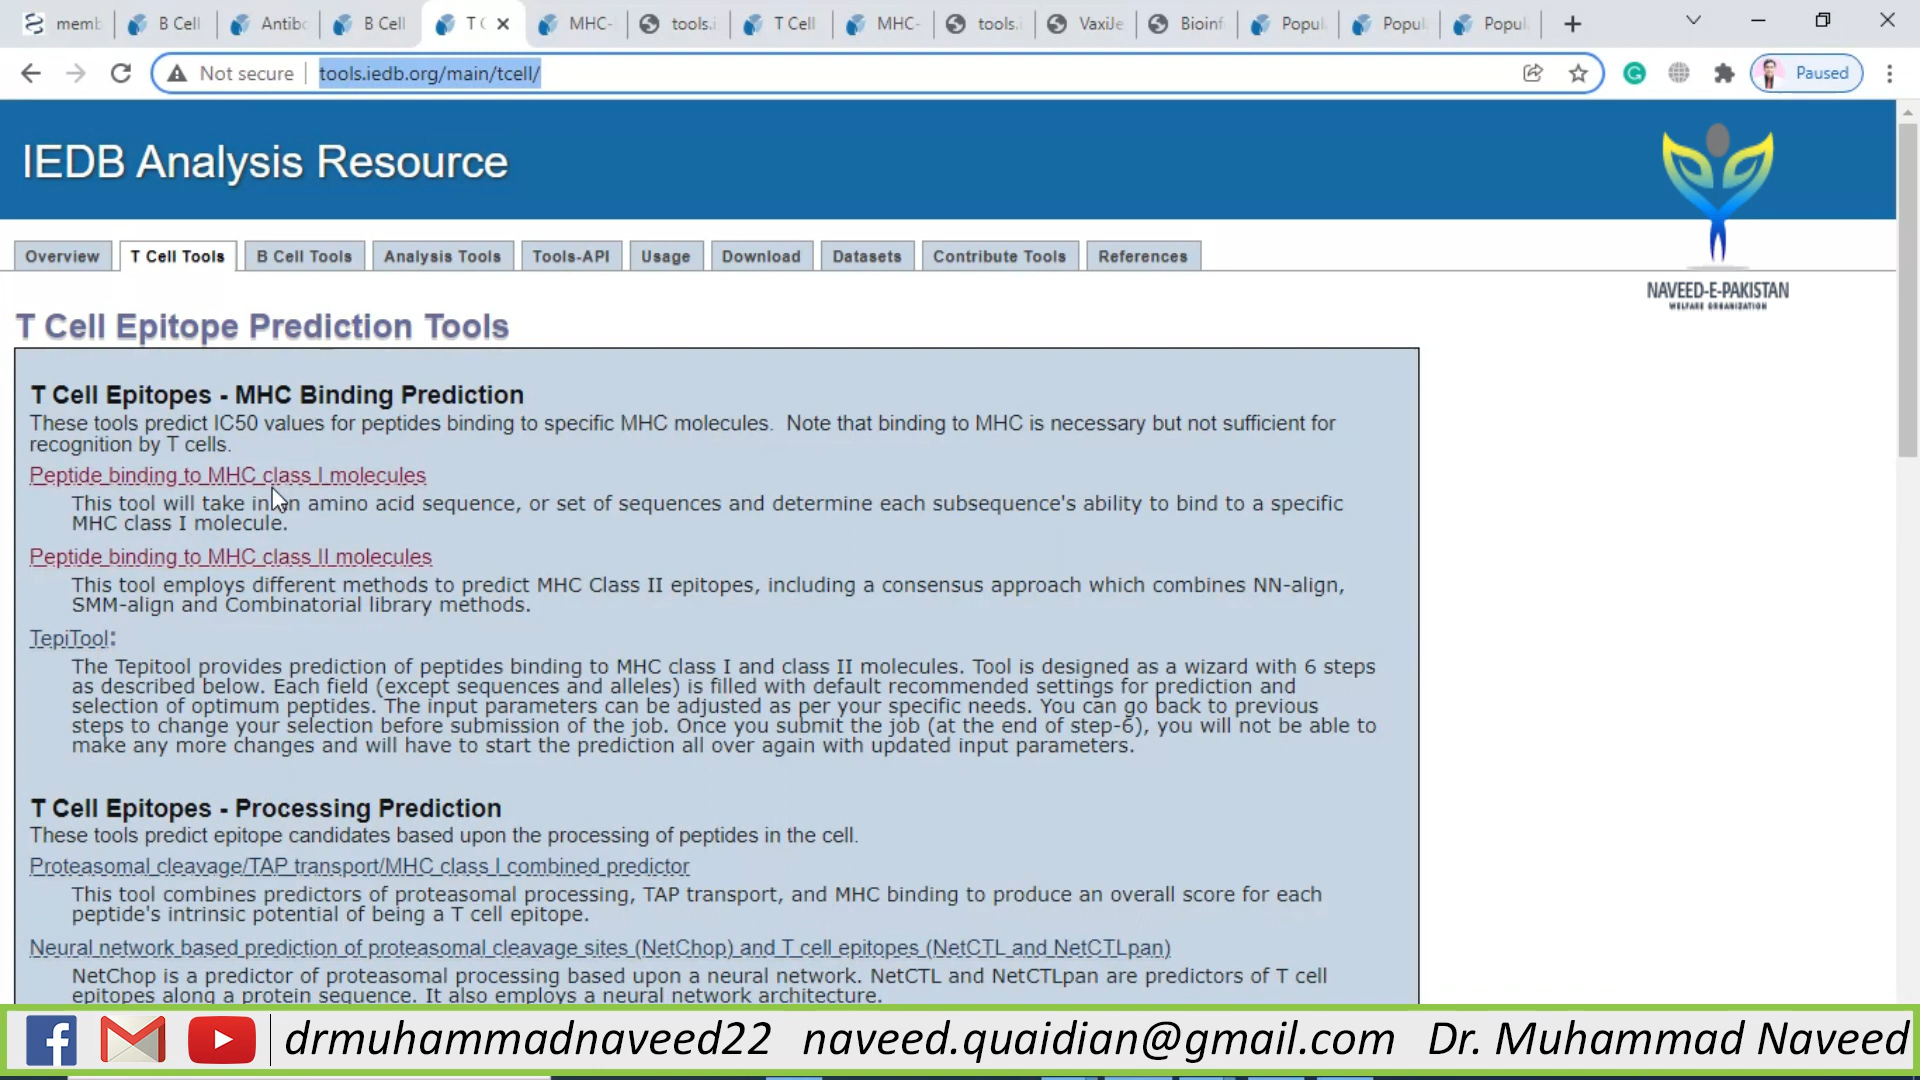 memb
B Cell
Antibo
B Cell
T C
MHC-
tools.i
T Cell
MHC-
tools.
VaxiJe
Bioinf
Popul
Popul
Popul
Not secure
tools.iedb.org/main/tcell/
Paused
IEDB Analysis Resource
NAVEED-E-PAKISTAN
WELFARE ORGANIZATION
Overview
T Cell Tools
B Cell Tools
Analysis Tools
Tools-API
Usage
Download
Datasets
Contribute Tools
References
T Cell Epitope Prediction Tools
T Cell Epitopes - MHC Binding Prediction
These tools predict IC50 values for peptides binding to specific MHC molecules. Note that binding to MHC is necessary but not sufficient for
recognition by T cells.
Peptide binding to MHC class I molecules
This tool will take in an amino acid sequence, or set of sequences and determine each subsequence's ability to bind to a specific
MHC class I molecule.
Peptide binding to MHC class II molecules
This tool employs different methods to predict MHC Class II epitopes, including a consensus approach which combines NN-align,
SMM-align and Combinatorial library methods.
TepiTool:
The Tepitool provides prediction of peptides binding to MHC class I and class II molecules. Tool is designed as a wizard with 6 steps
as described below. Each field (except sequences and alleles) is filled with default recommended settings for prediction and
selection of optimum peptides. The input parameters can be adjusted as per your specific needs. You can go back to previous
steps to change your selection before submission of the job. Once you submit the job (at the end of step-6), you will not be able to
make any more changes and will have to start the prediction all over again with updated input parameters.
T Cell Epitopes - Processing Prediction
These tools predict epitope candidates based upon the processing of peptides in the cell.
Proteasomal cleavage/TAP transport/MHC class I combined predictor
This tool combines predictors of proteasomal processing, TAP transport, and MHC binding to produce an overall score for each
peptide's intrinsic potential of being a T cell epitope.
Neural network based prediction of proteasomal cleavage sites (NetChop) and T cell epitopes (NetCTL and NetCTLpan)
NetChop is a predictor of proteasomal processing based upon a neural network. NetCTL and NetCTLpan are predictors of T cell
epitopes along a protein sequence. It also employs a neural network architecture.
drmuhammadnaveed22 naveed.quaidian@gmail.com Dr. Muhammad Naveed